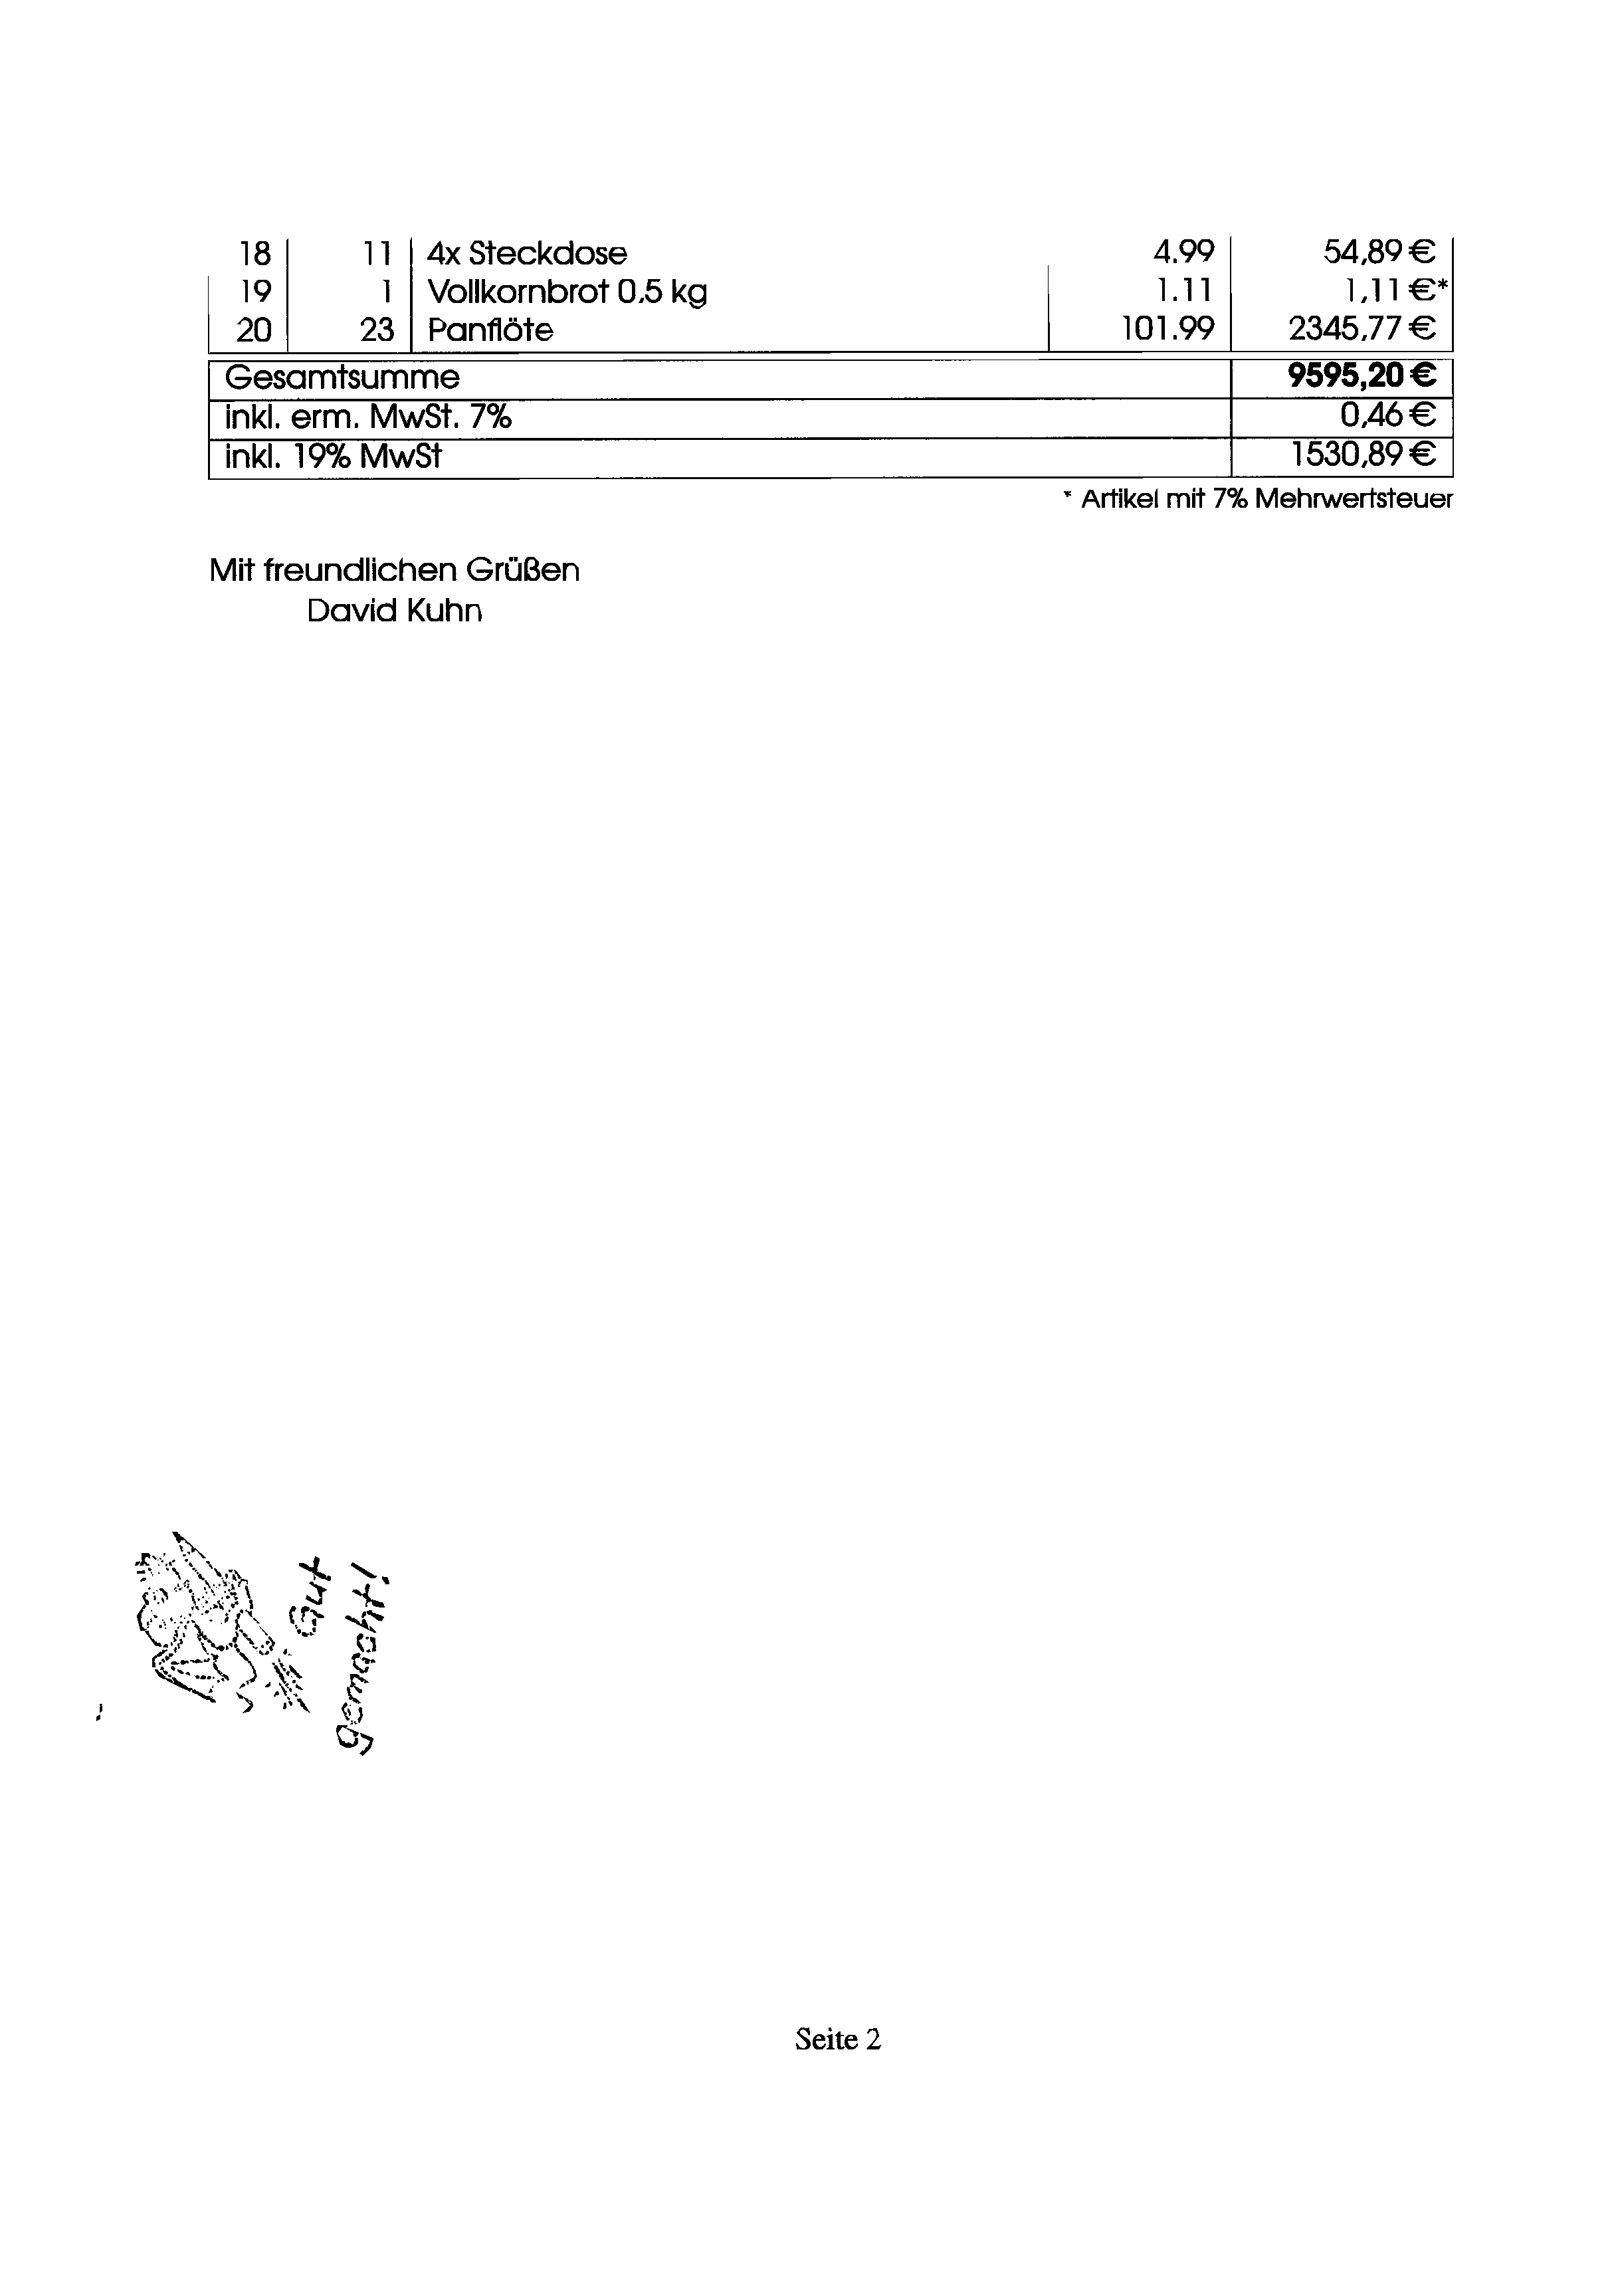 18 11 4x Steckdose 4.99 54,89 €
19 1 Vollkornbrot 0,5 kg 1.11 1,11 €*
20 23 Panflöte 101.99 2345,77 €
Gesamtsumme 9595,20 €
inkl. erm. MwSt. 7% 0,46 €
inkl. 19% MwSt 1530,89 €
* Artikel mit 7% Mehrwertsteuer
Mit freundlichen Grüßen
David Kuhn
Gut
gemacht!
Seite 2